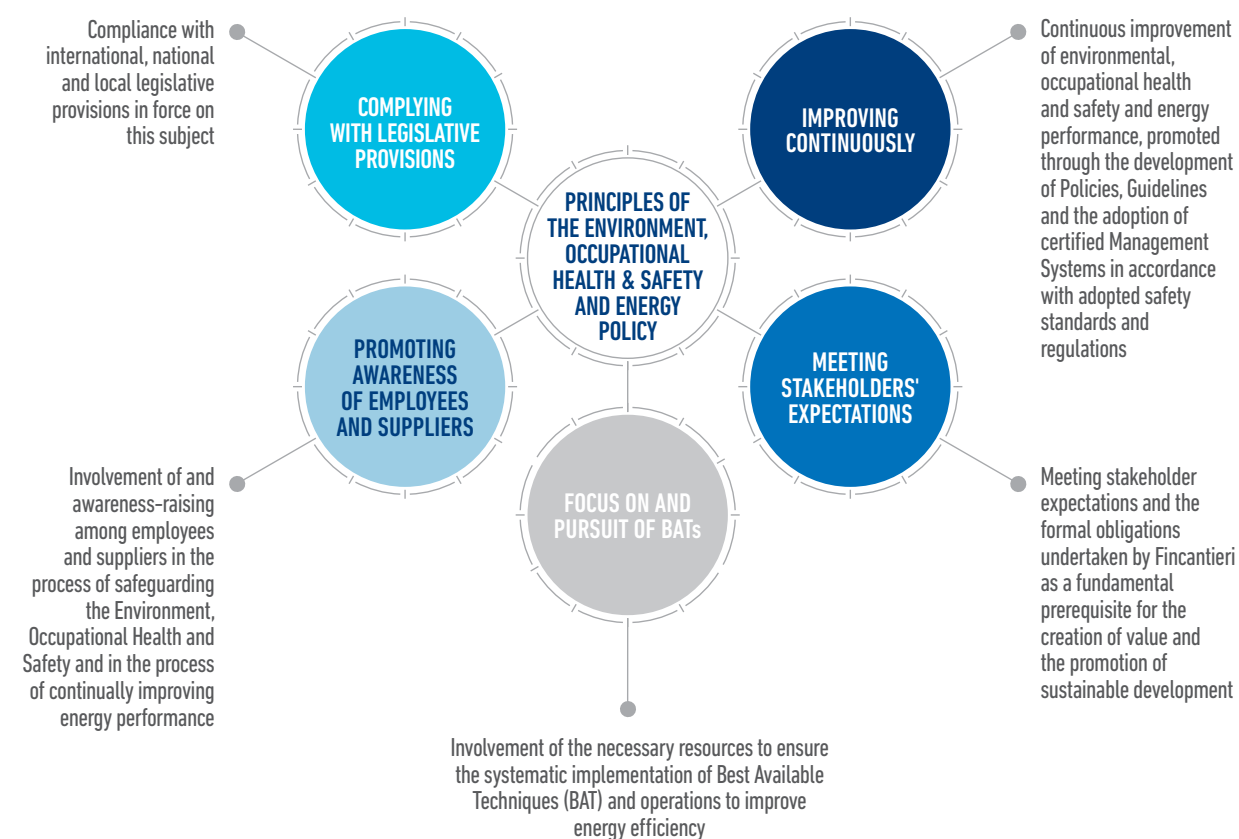 Compliance with
international, national
and local legislative
provisions in force on
this subject
COMPLYING
WITH LEGISLATIVE
PROVISIONS
IMPROVING
CONTINUOUSLY
Continuous improvement
of environmental,
occupational health
and safety and energy
performance, promoted
through the development
of Policies, Guidelines
and the adoption of
certified Management
Systems in accordance
with adopted safety
standards and
regulations
PRINCIPLES OF
THE ENVIRONMENT,
OCCUPATIONAL
HEALTH & SAFETY
AND ENERGY
POLICY
PROMOTING
AWARENESS
OF EMPLOYEES
AND SUPPLIERS
MEETING
STAKEHOLDERS'
EXPECTATIONS
Involvement of and
awareness-raising
among employees
and suppliers in the
process of safeguarding
the Environment,
Occupational Health and
Safety and in the process
of continually improving
energy performance
FOCUS ON AND
PURSUIT OF BATs
Meeting stakeholder
expectations and the
formal obligations
undertaken by Fincantieri
as a fundamental
prerequisite for the
creation of value and
the promotion of
sustainable development
Involvement of the necessary resources to ensure
the systematic implementation of Best Available
Techniques (BAT) and operations to improve
energy efficiency